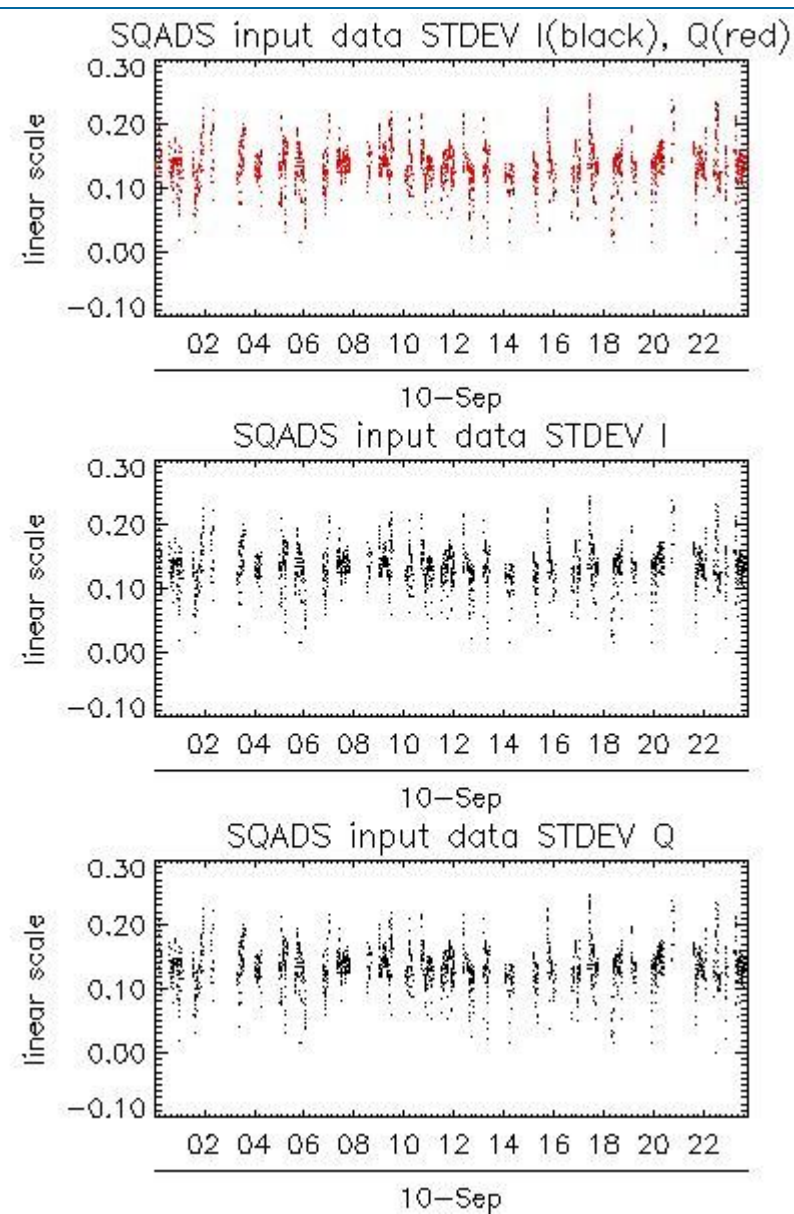 SQADS input data STDEV I(black), Q(red)
0.30
0.20
0.10
0.00
−0.10
linear scale
02 04 06 08 10 12 14 16 18 20 22
10−Sep
SQADS input data STDEV I
0.30
0.20
0.10
0.00
−0.10
linear scale
02 04 06 08 10 12 14 16 18 20 22
10−Sep
SQADS input data STDEV Q
0.30
0.20
0.10
0.00
−0.10
linear scale
02 04 06 08 10 12 14 16 18 20 22
10−Sep